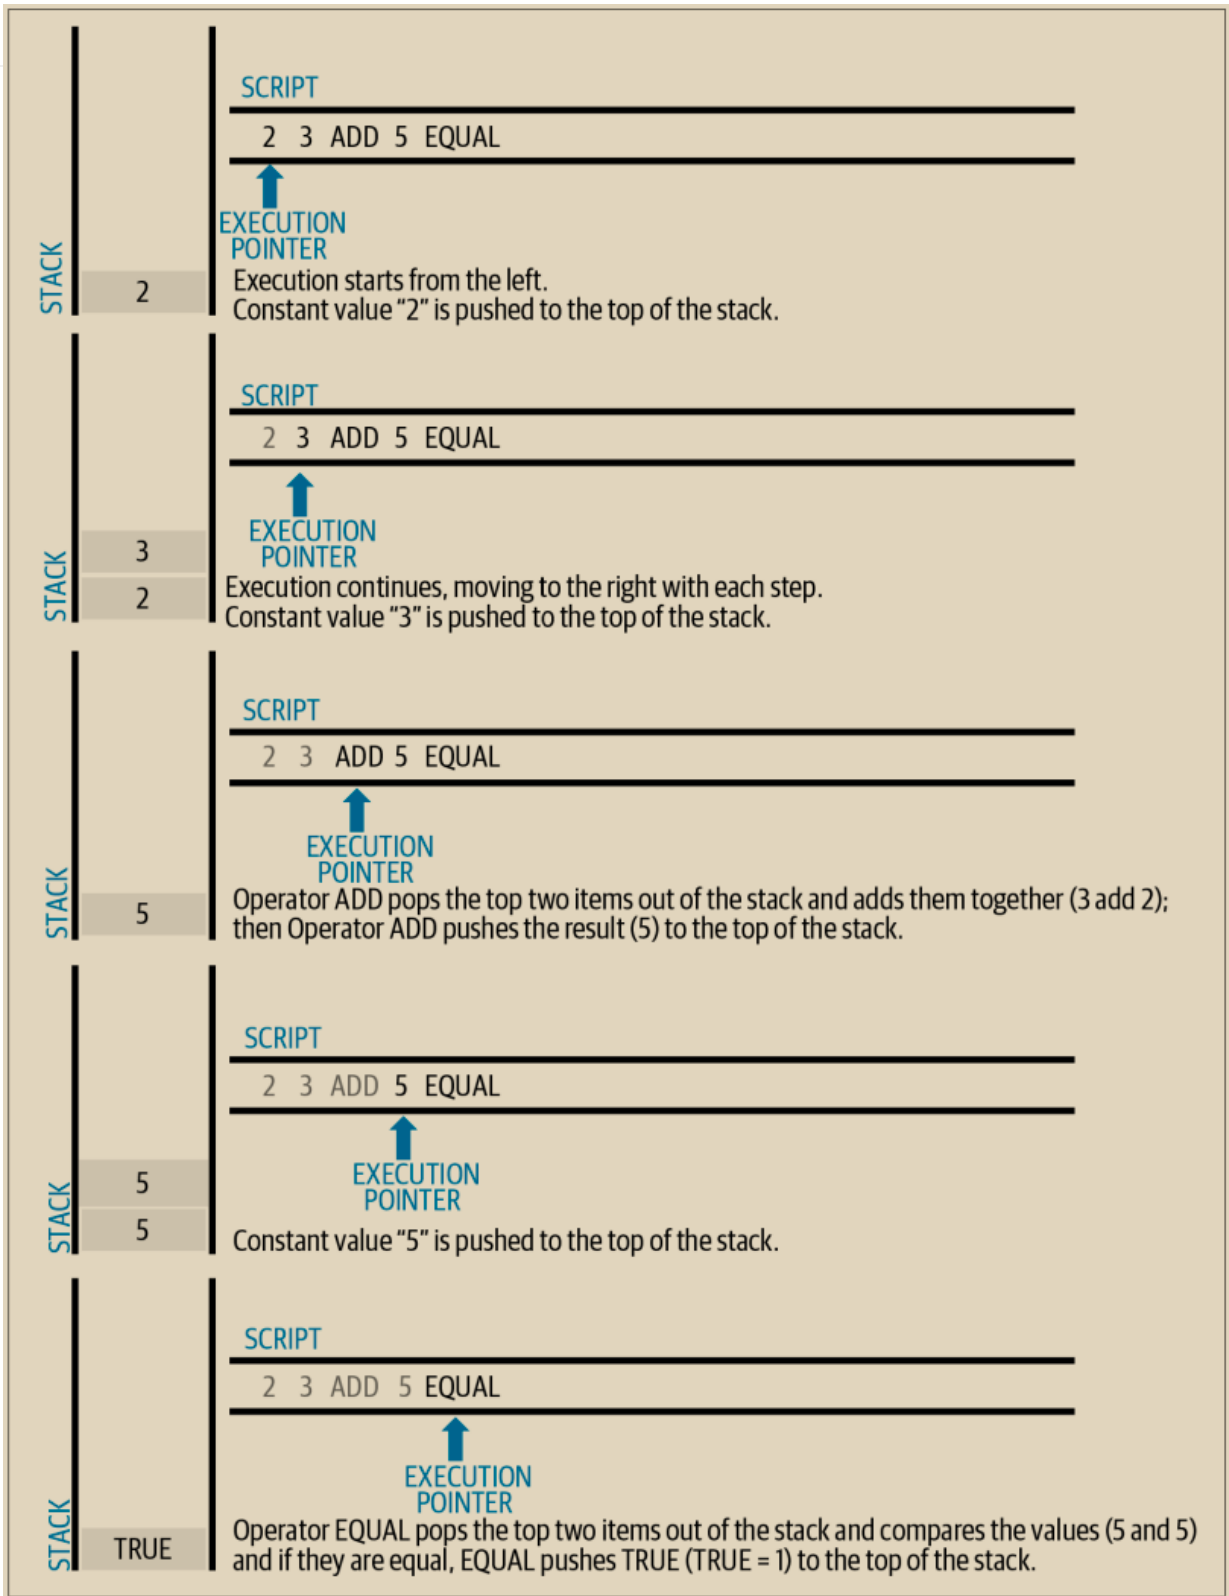 SCRIPT
2 3 ADD 5 EQUAL
EXECUTION
POINTER
STACK
2
Execution starts from the left.
Constant value “2” is pushed to the top of the stack.
SCRIPT
2 3 ADD 5 EQUAL
EXECUTION
POINTER
STACK
3
2
Execution continues, moving to the right with each step.
Constant value “3” is pushed to the top of the stack.
SCRIPT
2 3 ADD 5 EQUAL
EXECUTION
POINTER
STACK
5
Operator ADD pops the top two items out of the stack and adds them together (3 add 2);
then Operator ADD pushes the result (5) to the top of the stack.
SCRIPT
2 3 ADD 5 EQUAL
EXECUTION
POINTER
STACK
5
5
Constant value “5” is pushed to the top of the stack.
SCRIPT
2 3 ADD 5 EQUAL
EXECUTION
POINTER
STACK
TRUE
Operator EQUAL pops the top two items out of the stack and compares the values (5 and 5)
and if they are equal, EQUAL pushes TRUE (TRUE = 1) to the top of the stack.